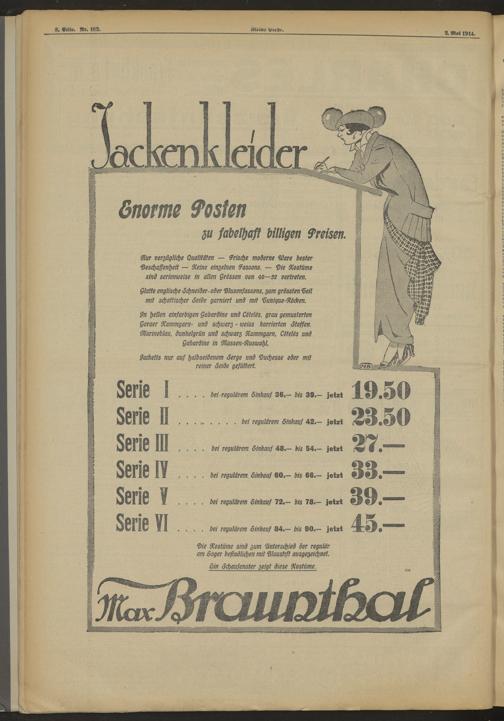 8. Seite. Nr. 102.
Kleine Presse.
2. Mai 1914.
Jackenkleider
Enorme Posten
zu fabelhaft billigen Preisen.
Nur vorzügliche Qualitäten — Frische moderne Ware bester
Beschaffenheit — Keine einzelnen Fassons. — Die Kostüme
sind serienweise in allen Grössen von 40—52 vertreten.
Glatte englische Schneider- oder Blusenfassons, zum grössten Teil
mit schottischer Seide garniert und mit Tunique-Röcken.
In hellen einfarbigen Gabardine und Côtelés, grau gemusterten
Geraer Kammgarn- und schwarz-weiss karrierten Stoffen.
Marineblau, dunkelgrün und schwarz Kammgarn, Côtelés und
Gabardine in Massen-Auswahl.
Jacketts nur auf halbseidenem Serge und Duchesse oder mit
reiner Seide gefüttert.
Serie I .... bei regulärem Einkauf 36.— bis 39.— jetzt 19.50
Serie II ........ bei regulärem Einkauf 42.— jetzt 23.50
Serie III .... bei regulärem Einkauf 48.— bis 54.— jetzt 27.—
Serie IV .... bei regulärem Einkauf 60.— bis 66.— jetzt 33.—
Serie V .... bei regulärem Einkauf 72.— bis 78.— jetzt 39.—
Serie VI .... bei regulärem Einkauf 84.— bis 90.— jetzt 45.—
Die Kostüme sind zum Unterschied der regulär
am Lager befindlichen mit Blaustift ausgezeichnet.
Ein Schaufenster zeigt diese Kostüme.
Max Braunthal